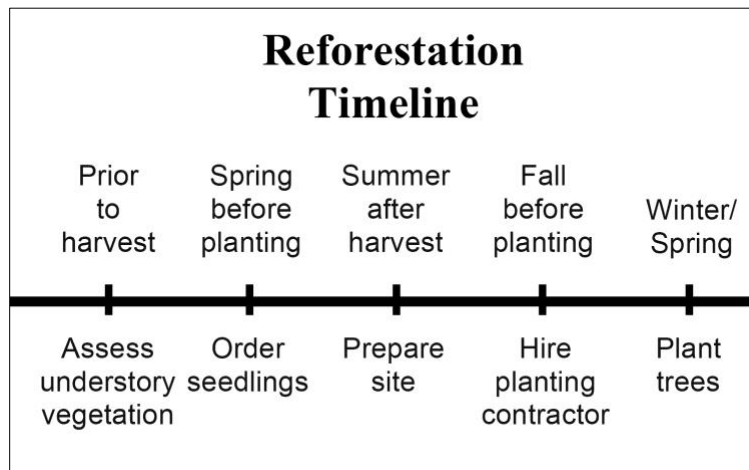 Reforestation
Timeline
Prior
to
harvest
Spring
before
planting
Summer
after
harvest
Fall
before
planting
Winter/
Spring
Assess
understory
vegetation
Order
seedlings
Prepare
site
Hire
planting
contractor
Plant
trees